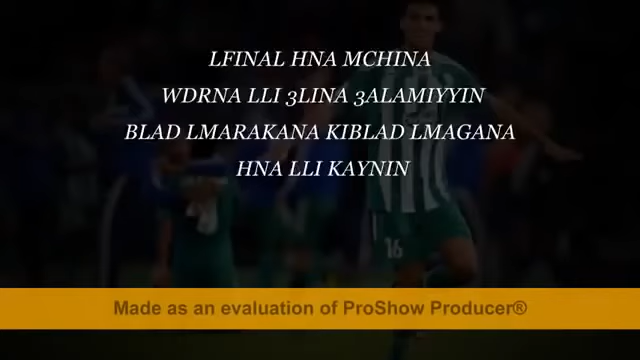 LFINAL HNA MCHINA
WDRNA LLI 3LINA 3ALAMIYYIN
BLAD LMARAKANA KIBLAD LMAGANA
HNA LLI KAYNIN
16
Made as an evaluation of ProShow Producer®